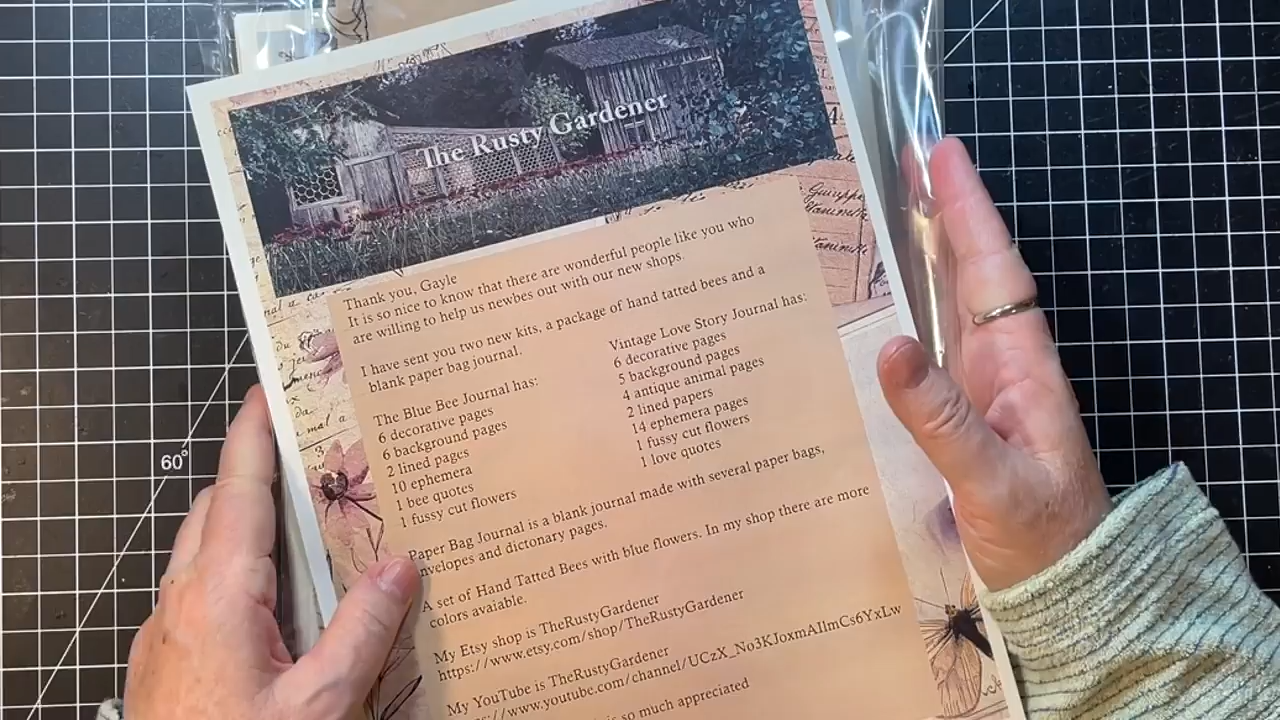 The Rusty Gardener
Thank you, Gayle
It is so nice to know that there are wonderful people like you who
are willing to help us newbes out with our new shops.
I have sent you two new kits, a package of hand tatted bees and a
blank paper bag journal.
The Blue Bee Journal has:
6 decorative pages
6 background pages
2 lined pages
10 ephemera
1 bee quotes
1 fussy cut flowers
Vintage Love Story Journal has:
6 decorative pages
5 background pages
4 antique animal pages
2 lined papers
14 ephemera pages
1 fussy cut flowers
1 love quotes
Paper Bag Journal is a blank journal made with several paper bags,
nvelopes and dictonary pages.
A set of Hand Tatted Bees with blue flowers. In my shop there are more
colors avaiable.
My Etsy shop is TheRustyGardener
https://www.etsy.com/shop/TheRustyGardener
My YouTube is TheRustyGardener
s://www.youtube.com/channel/UCzX_No3KJoxmAIlmCs6YxLw
is so much appreciated
60°